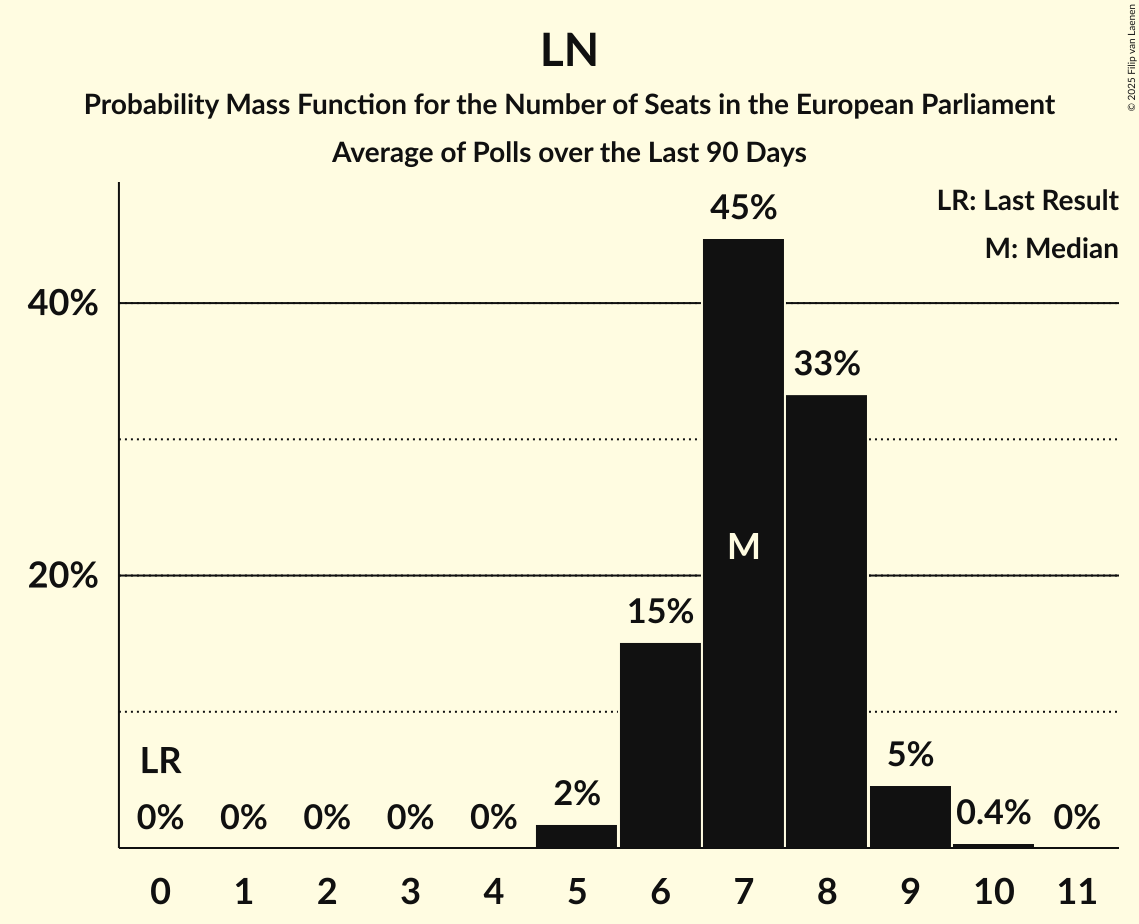 LN
Probability Mass Function for the Number of Seats in the European Parliament
Average of Polls over the Last 90 Days
© 2025 Filip van Laenen
LR: Last Result
M: Median
45%
40%
33%
M
20%
15%
LR
5%
2%
0% 0% 0% 0% 0% 0.4% 0%
0 1 2 3 4 5 6 7 8 9 10 11